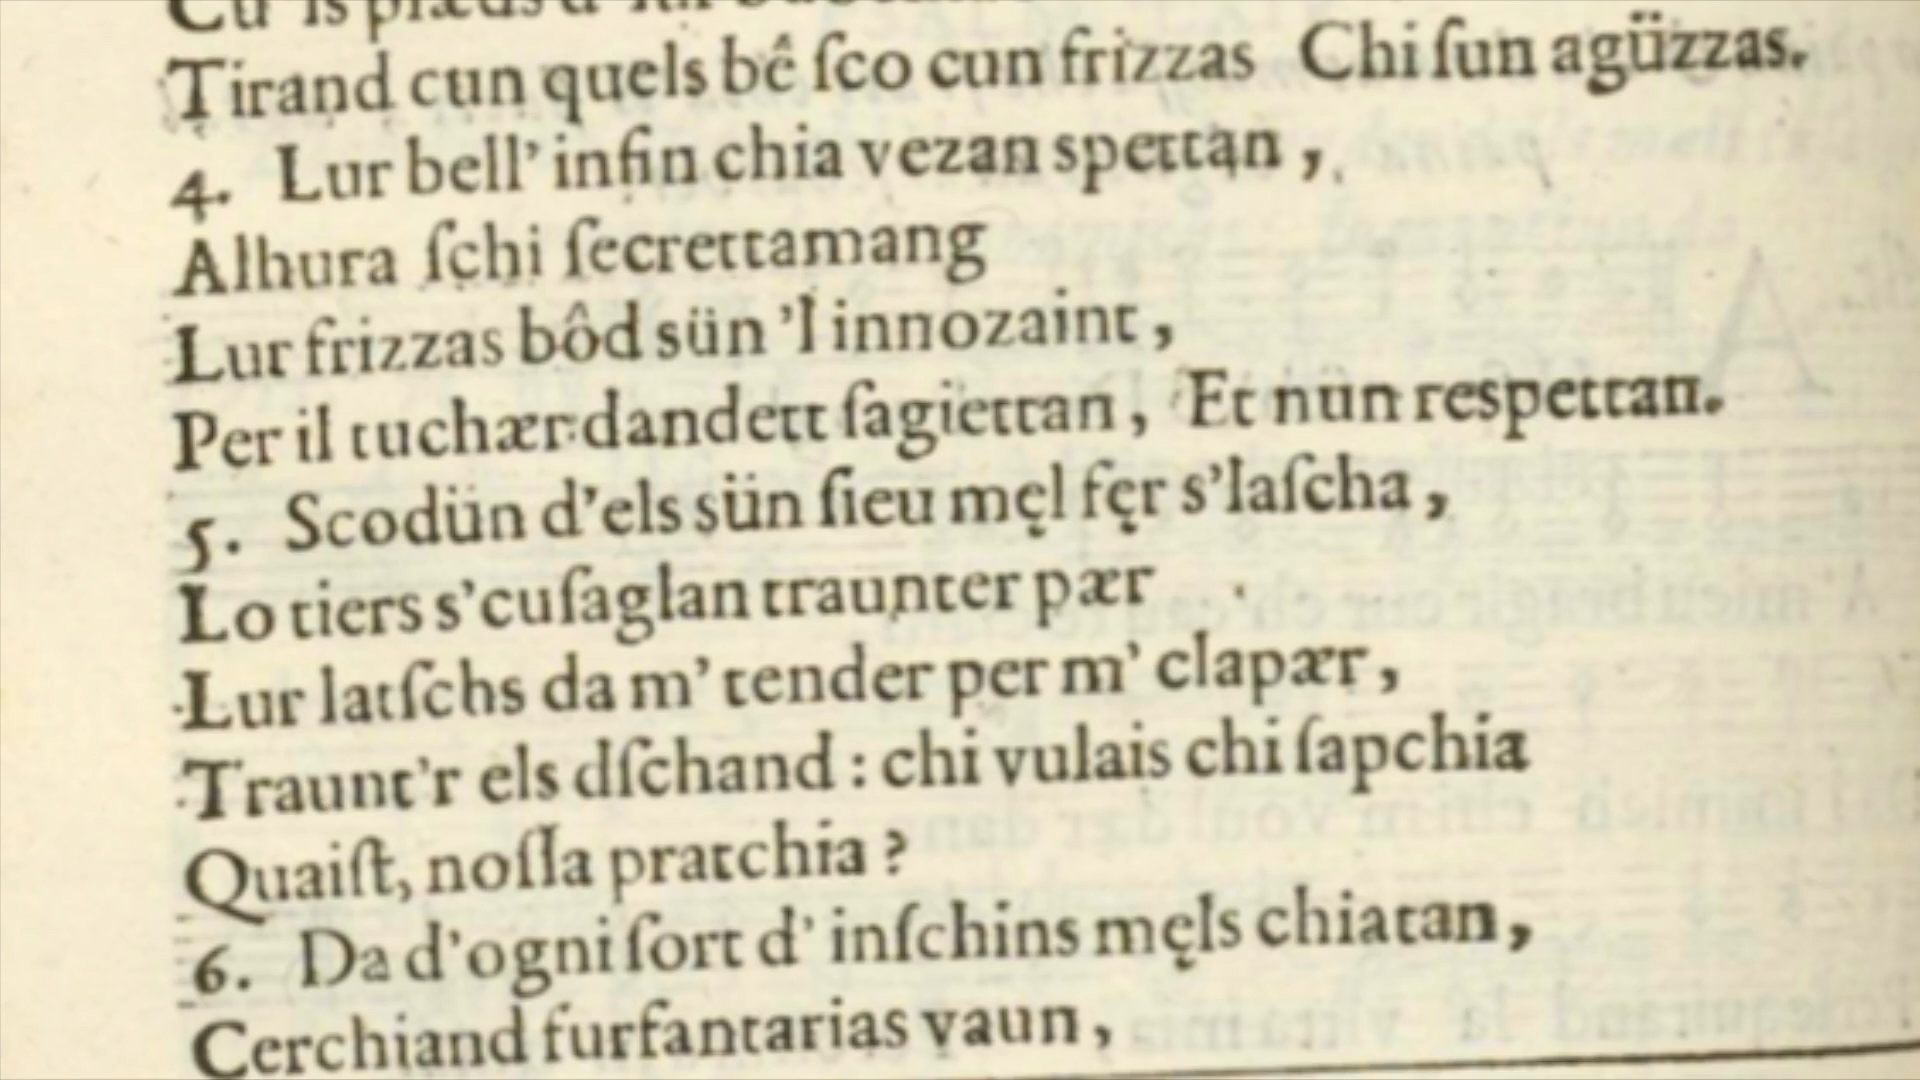 Tirand cun quels bê ſco cun frizzas Chi ſun agüzzas.
4. Lur bell' infin chia vezan spettan,
Alhura ſchi ſecrettamang
Lur frizzas bôd sün 'l innozaint,
Per il tuchær dandett ſagiettan, Et nün respettan.
5. Scodün d'els sün ſieu męl fęr s'laſcha,
Lo tiers s'cuſaglan traunter pær
Lur latſchs da m' tender per m' clapær,
Traunt'r els dſchand : chi vulais chi ſapchia
Quaiſt, noſſa pratchia ?
6. Da d'ogni ſort d' inſchins męls chiatan,
Cerchiand furfantarias vaun,